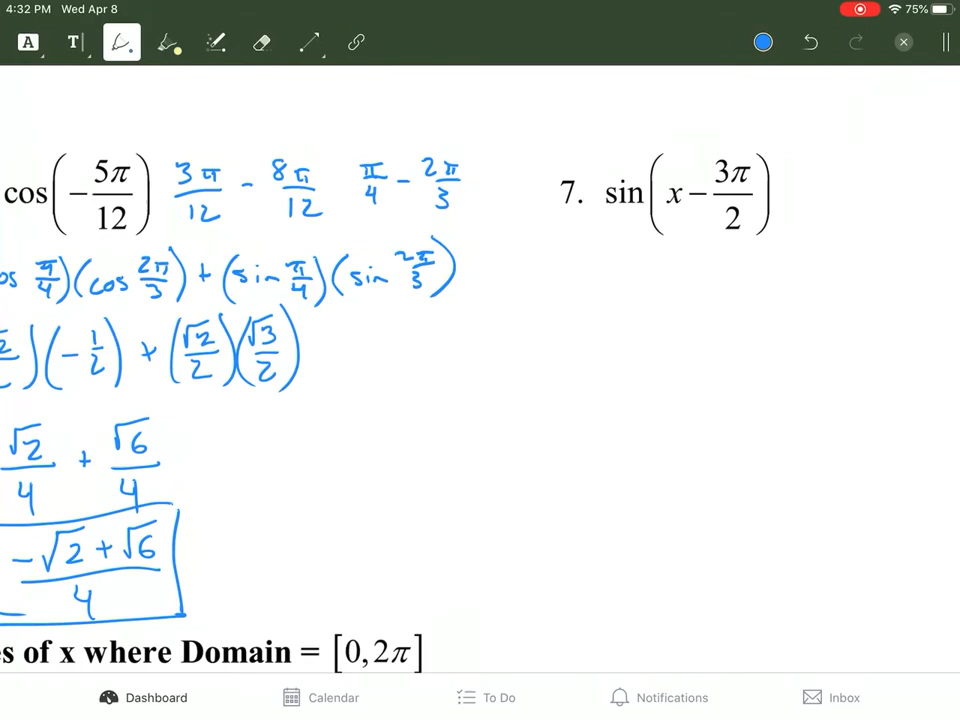 4:32 PM Wed Apr 8 75%
A T
cos(-5π/12) 3π/12 - 8π/12 π/4 - 2π/3
7. sin(x - 3π/2)
os π/4)(cos 2π/3) + (sin π/4)(sin 2π/3)
)(-1/2) + (√2/2)(√3/2)
√2/4 + √6/4
-√2 + √6/4
es of x where Domain = [0, 2π]
Dashboard Calendar To Do Notifications Inbox